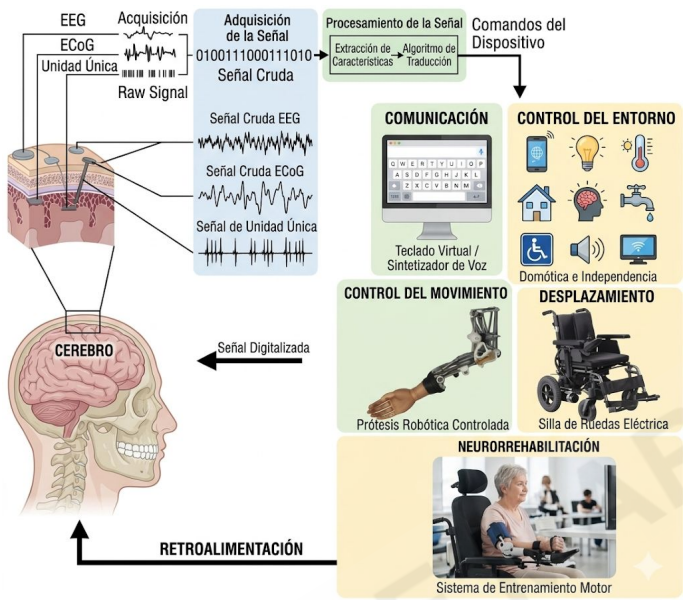 EEG
ECoG
Unidad Única
Acquisición
Raw Signal
Adquisición
de la Señal
0100111000111010
Señal Cruda
Señal Cruda EEG
Señal Cruda ECoG
Señal de Unidad Única
Procesamiento de la Señal
Extracción de
Características
Algoritmo de
Traducción
Comandos del
Dispositivo
COMUNICACIÓN
Q W E R T Y U I O P
A S D F G H J K L
Z X C V B N M
Teclado Virtual /
Sintetizador de Voz
CONTROL DEL ENTORNO
Domótica e Independencia
CONTROL DEL MOVIMIENTO
Prótesis Robótica Controlada
DESPLAZAMIENTO
Silla de Ruedas Eléctrica
CEREBRO
Señal Digitalizada
NEURORREHABILITACIÓN
Sistema de Entrenamiento Motor
RETROALIMENTACIÓN